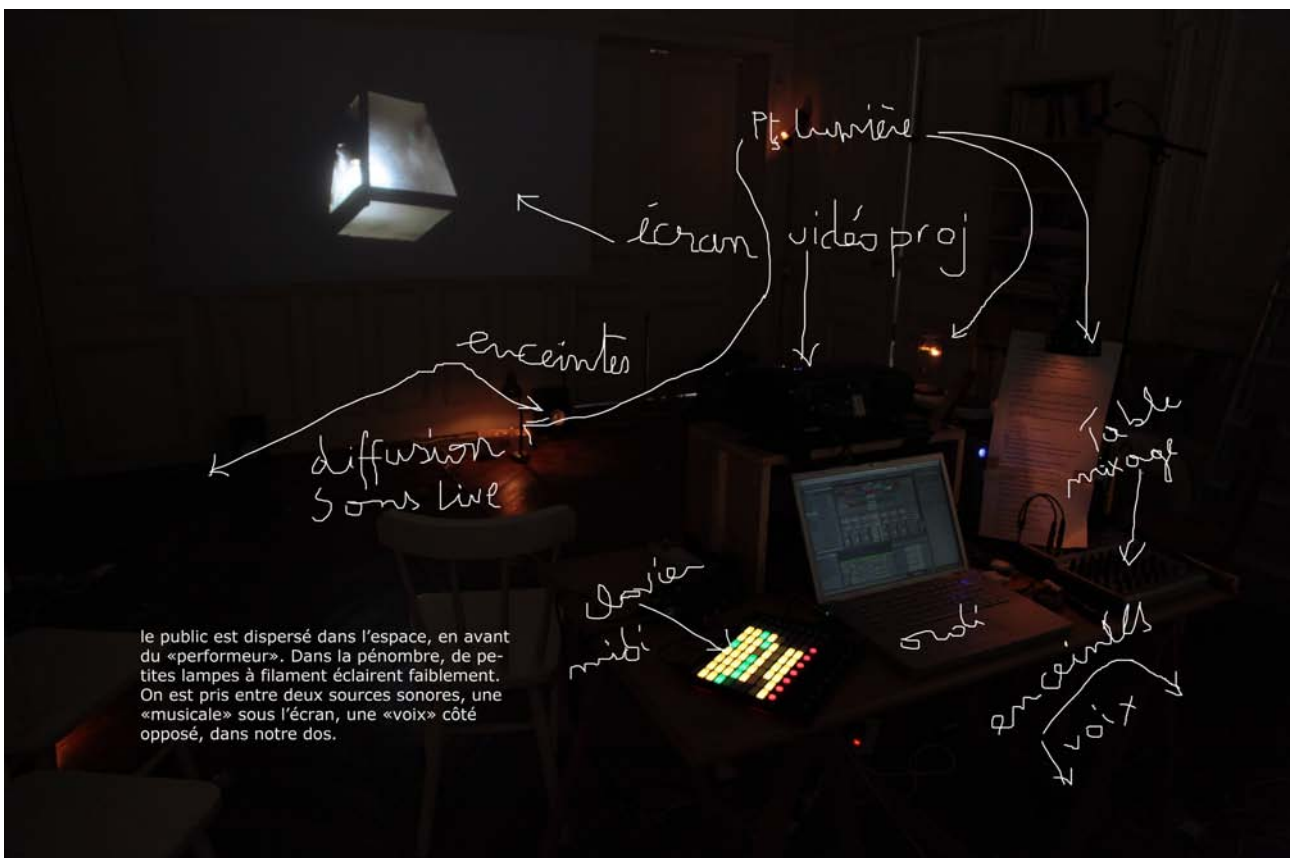 Pts lumière
écran vidéoproj
enceintes
diffusion
sons live
Table
mixage
clavier
midi
ordi
enceintes
voix
le public est dispersé dans l’espace, en avant
du «performeur». Dans la pénombre, de pe-
tites lampes à filament éclairent faiblement.
On est pris entre deux sources sonores, une
«musicale» sous l’écran, une «voix» côté
opposé, dans notre dos.